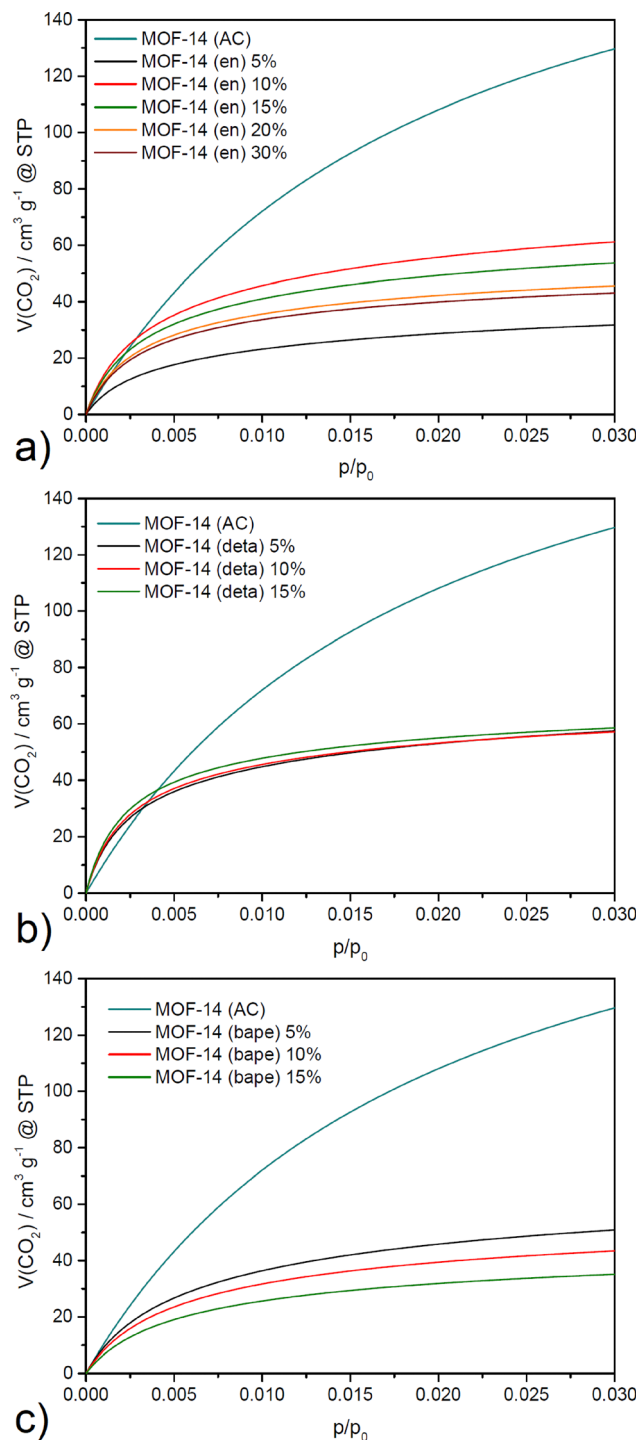 140
120
100
80
60
40
20
0
V(CO₂) / cm³ g⁻¹ @ STP
MOF-14 (AC)
MOF-14 (en) 5%
MOF-14 (en) 10%
MOF-14 (en) 15%
MOF-14 (en) 20%
MOF-14 (en) 30%
0.000 0.005 0.010 0.015 0.020 0.025 0.030
p/p₀
a)
140
120
100
80
60
40
20
0
V(CO₂) / cm³ g⁻¹ @ STP
MOF-14 (AC)
MOF-14 (deta) 5%
MOF-14 (deta) 10%
MOF-14 (deta) 15%
0.000 0.005 0.010 0.015 0.020 0.025 0.030
p/p₀
b)
140
120
100
80
60
40
20
0
V(CO₂) / cm³ g⁻¹ @ STP
MOF-14 (AC)
MOF-14 (bape) 5%
MOF-14 (bape) 10%
MOF-14 (bape) 15%
0.000 0.005 0.010 0.015 0.020 0.025 0.030
p/p₀
c)